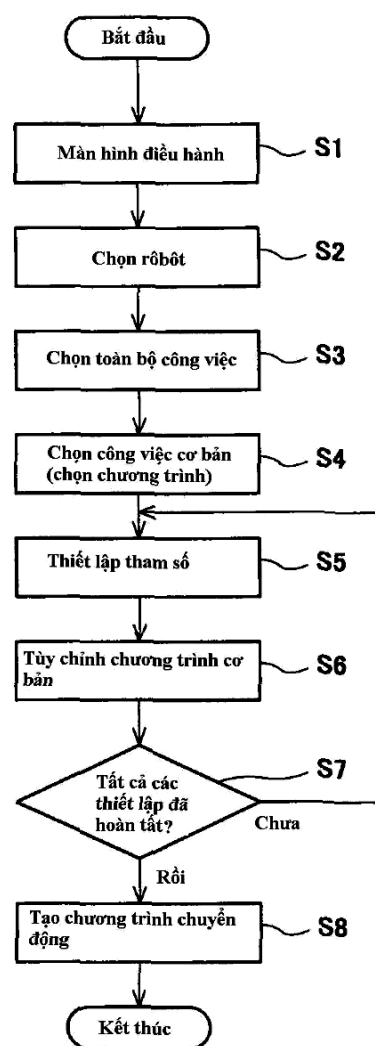 Bắt đầu
Màn hình điều hành
S1
Chọn rôbôt
S2
Chọn toàn bộ công việc
S3
Chọn công việc cơ bản
(chọn chương trình)
S4
Thiết lập tham số
S5
Tùy chỉnh chương trình cơ
bản
S6
Tất cả các
thiết lập đã
hoàn tất?
S7
Chưa
Rồi
Tạo chương trình chuyển
động
S8
Kết thúc